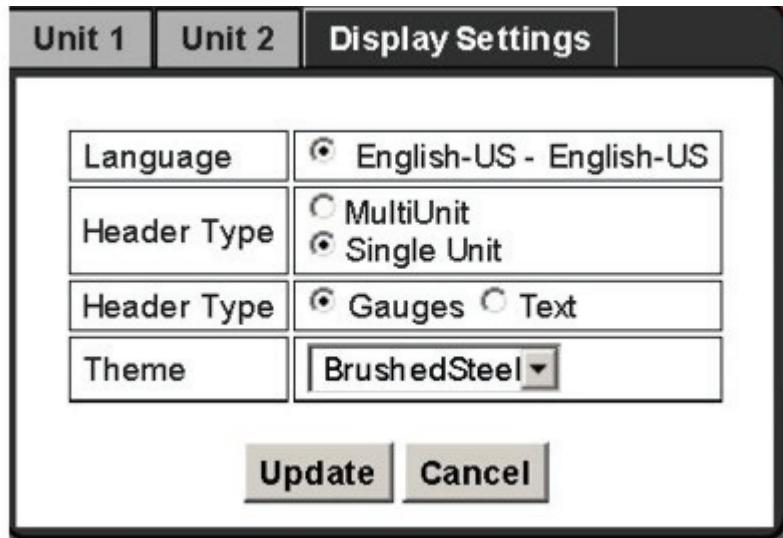 Unit 1 Unit 2 Display Settings
Language English-US - English-US
Header Type MultiUnit
Single Unit
Header Type Gauges Text
Theme BrushedSteel
Update Cancel